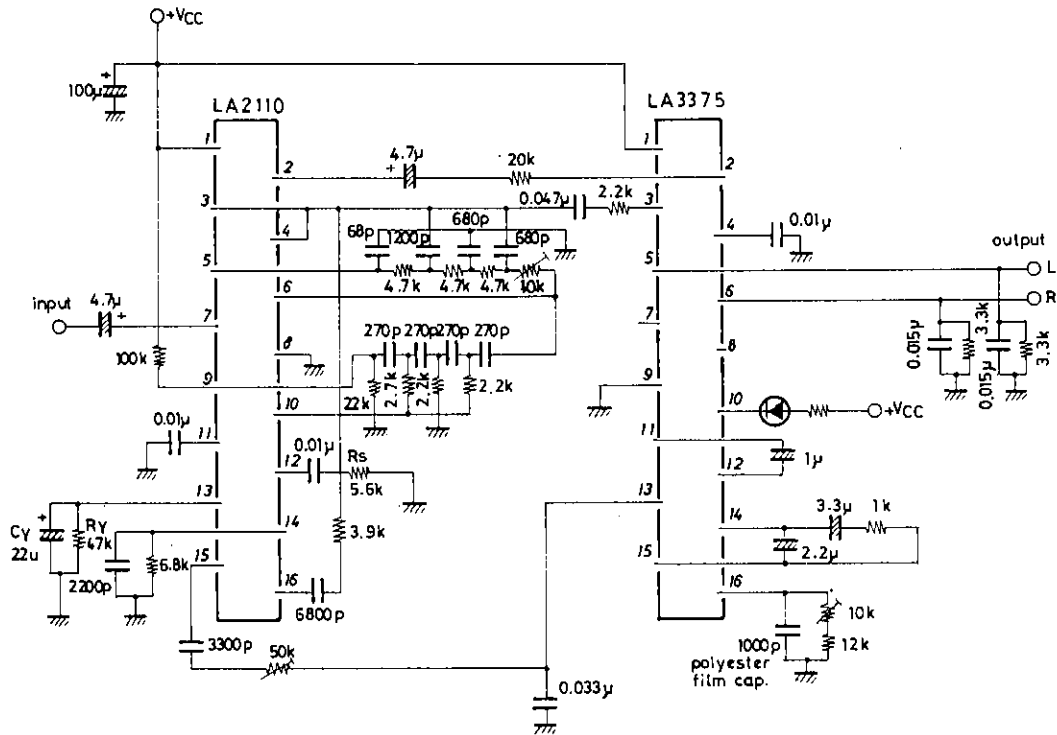 +VCC
100μ
+
LA2110
LA3375
1
2
3
4
5
6
7
8
9
10
11
12
13
14
15
16
+
4.7μ
20k
0.047μ
2.2k
68p
1200p
680p
680p
4.7k
4.7k
4.7k
10k
input
4.7μ
+
100k
270p
270p
270p
270p
22k
2.7k
2.2k
2.2k
0.01μ
0.01μ
Rs
5.6k
+
CY
22u
RY
47k
2200p
6.8k
3.9k
6800p
3300p
50k
0.033μ
1
2
3
4
5
6
7
8
9
10
11
12
13
14
15
16
0.01μ
output
L
R
0.015μ
3.3k
0.015μ
3.3k
+VCC
1μ
3.3μ
1k
2.2μ
10k
12k
1000p
polyester
film cap.